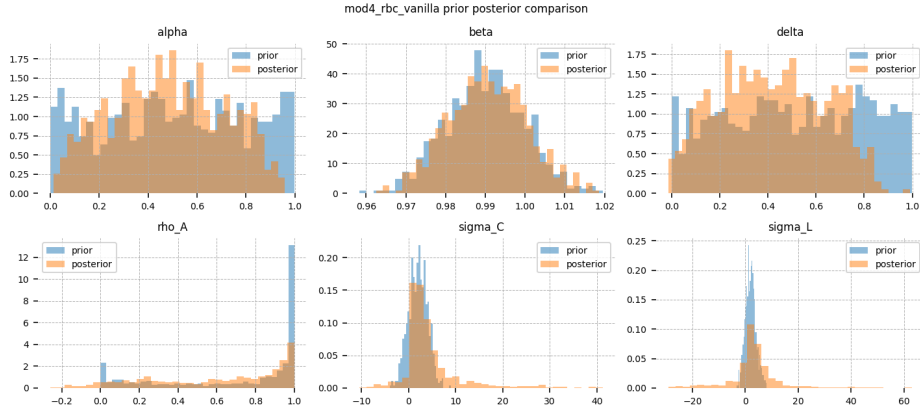 mod4_rbc_vanilla prior posterior comparison
alpha
prior
posterior
1.75
1.50
1.25
1.00
0.75
0.50
0.25
0.00
0.0 0.2 0.4 0.6 0.8 1.0
beta
prior
posterior
50
40
30
20
10
0
0.96 0.97 0.98 0.99 1.00 1.01 1.02
delta
prior
posterior
1.75
1.50
1.25
1.00
0.75
0.50
0.25
0.00
0.0 0.2 0.4 0.6 0.8 1.0
rho_A
prior
posterior
12
10
8
6
4
2
0
−0.2 0.0 0.2 0.4 0.6 0.8 1.0
sigma_C
prior
posterior
0.20
0.15
0.10
0.05
0.00
−10 0 10 20 30 40
sigma_L
prior
posterior
0.25
0.20
0.15
0.10
0.05
0.00
−20 0 20 40 60